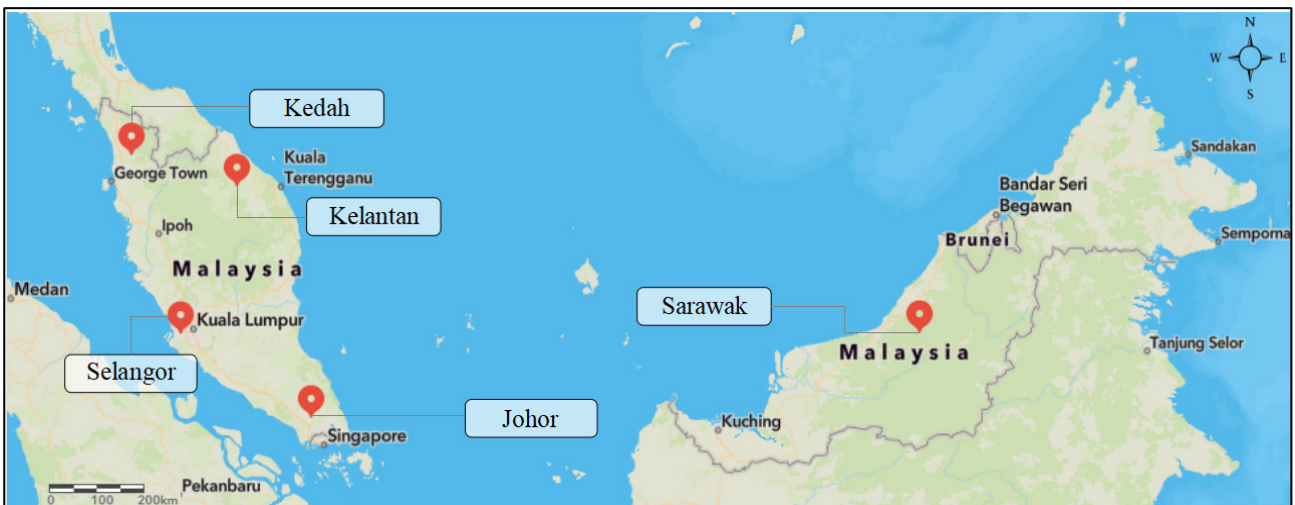 N
W E
S
Kedah
George Town
Kuala
Terengganu
Kelantan
Ipoh
Malaysia
Medan
Kuala Lumpur
Selangor
Johor
Singapore
Pekanbaru
0 100 200km
Sandakan
Bandar Seri
Begawan
Brunei
Semporna
Sarawak
Malaysia
Tanjung Selor
Kuching